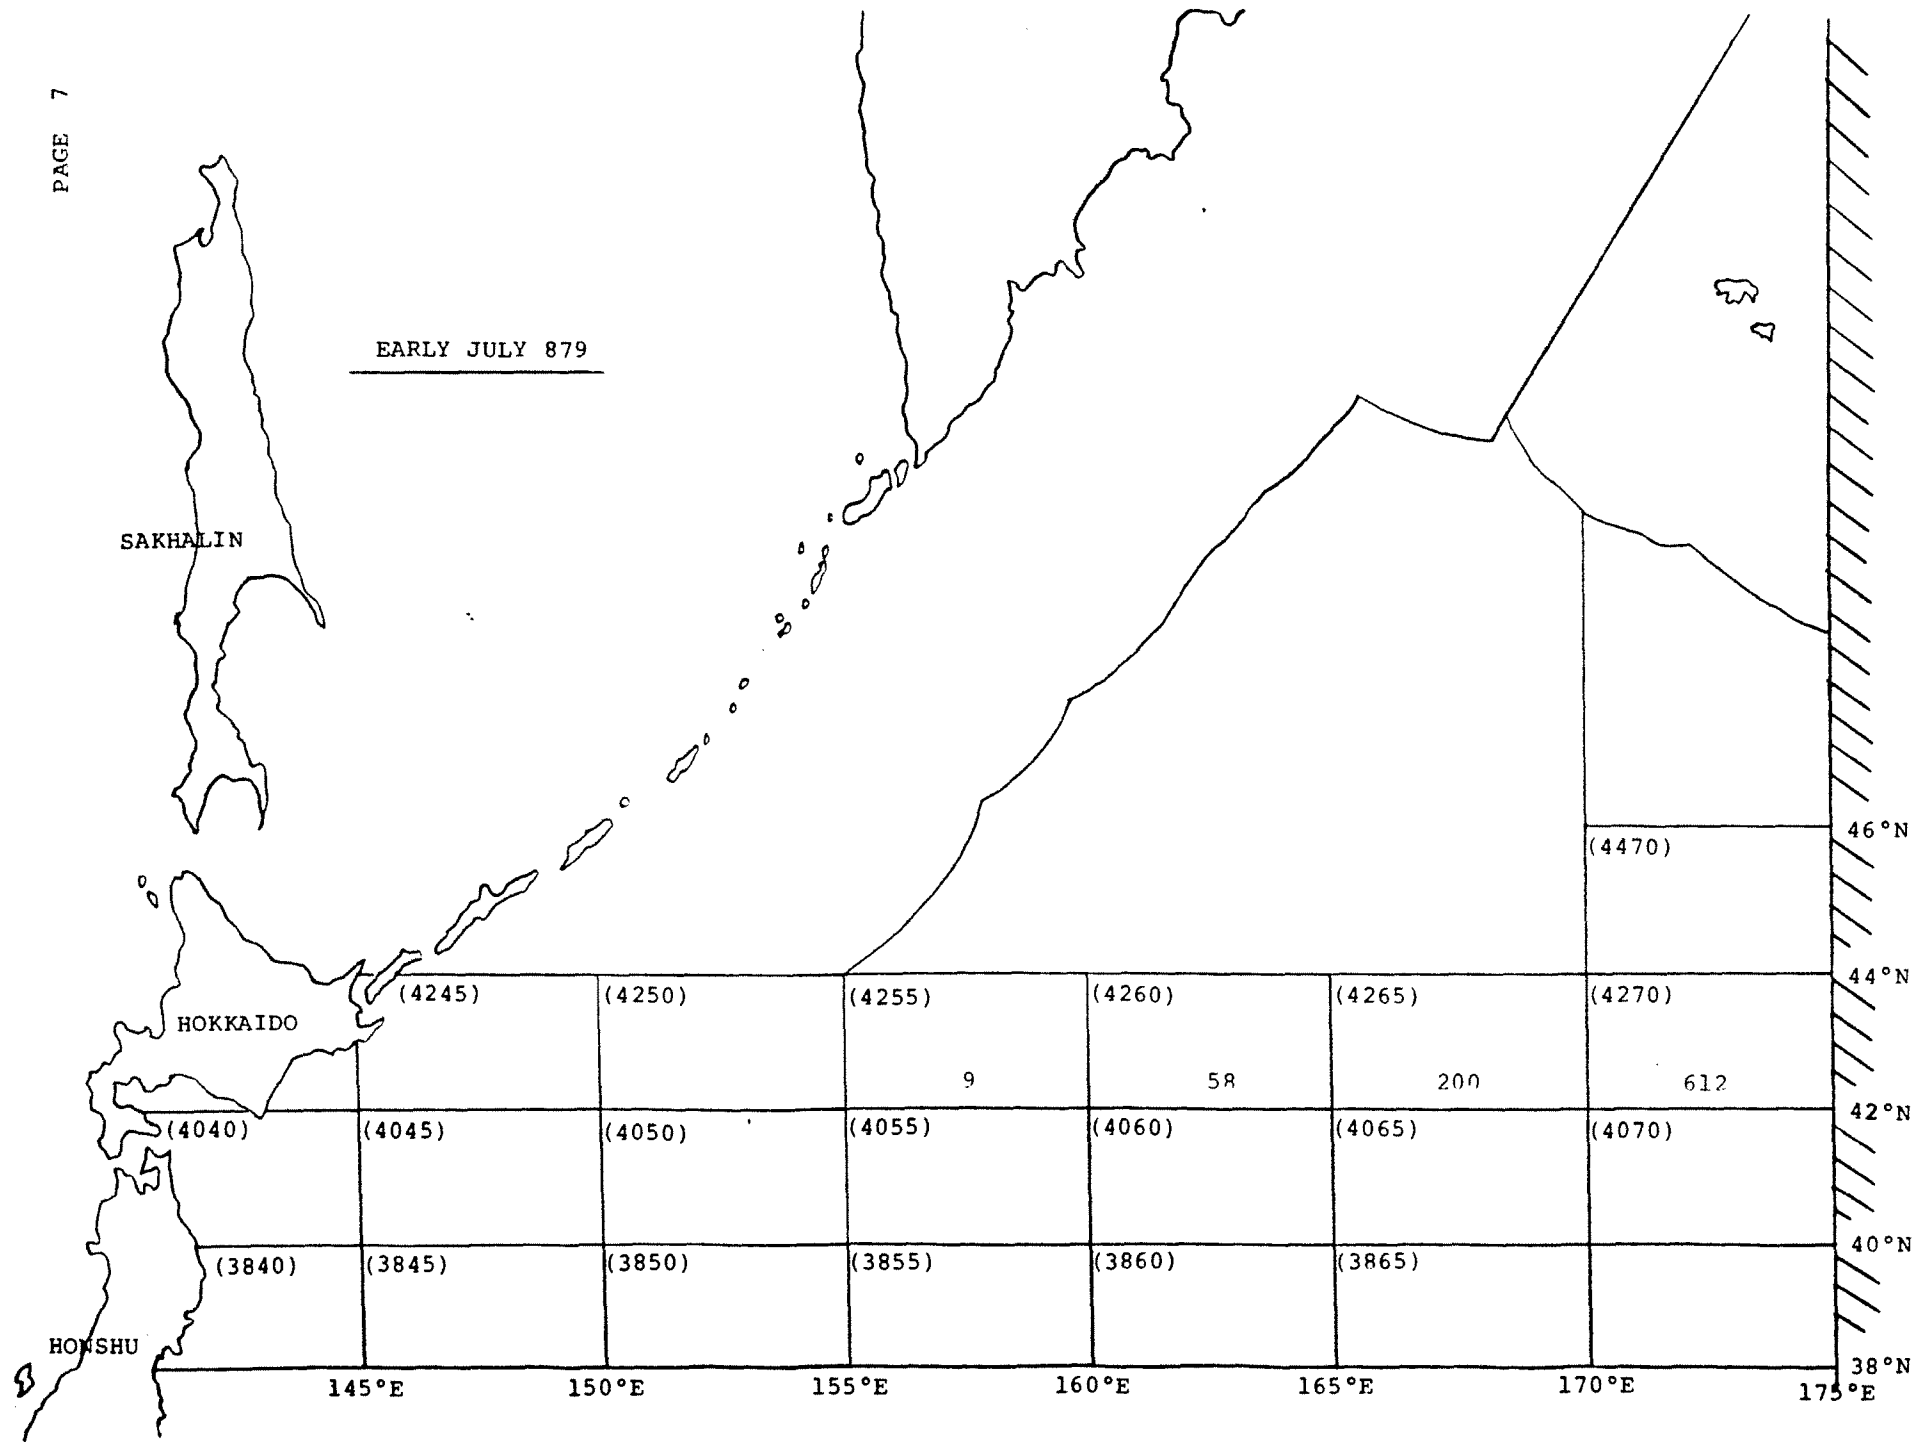 PAGE 7
EARLY JULY 879
SAKHALIN
46°N
(4470)
44°N
(4245) (4250) (4255) (4260) (4265) (4270)
HOKKAIDO
9 58 200 612
42°N
(4040) (4045) (4050) (4055) (4060) (4065) (4070)
40°N
(3840) (3845) (3850) (3855) (3860) (3865)
HONSHU
38°N
145°E 150°E 155°E 160°E 165°E 170°E 175°E